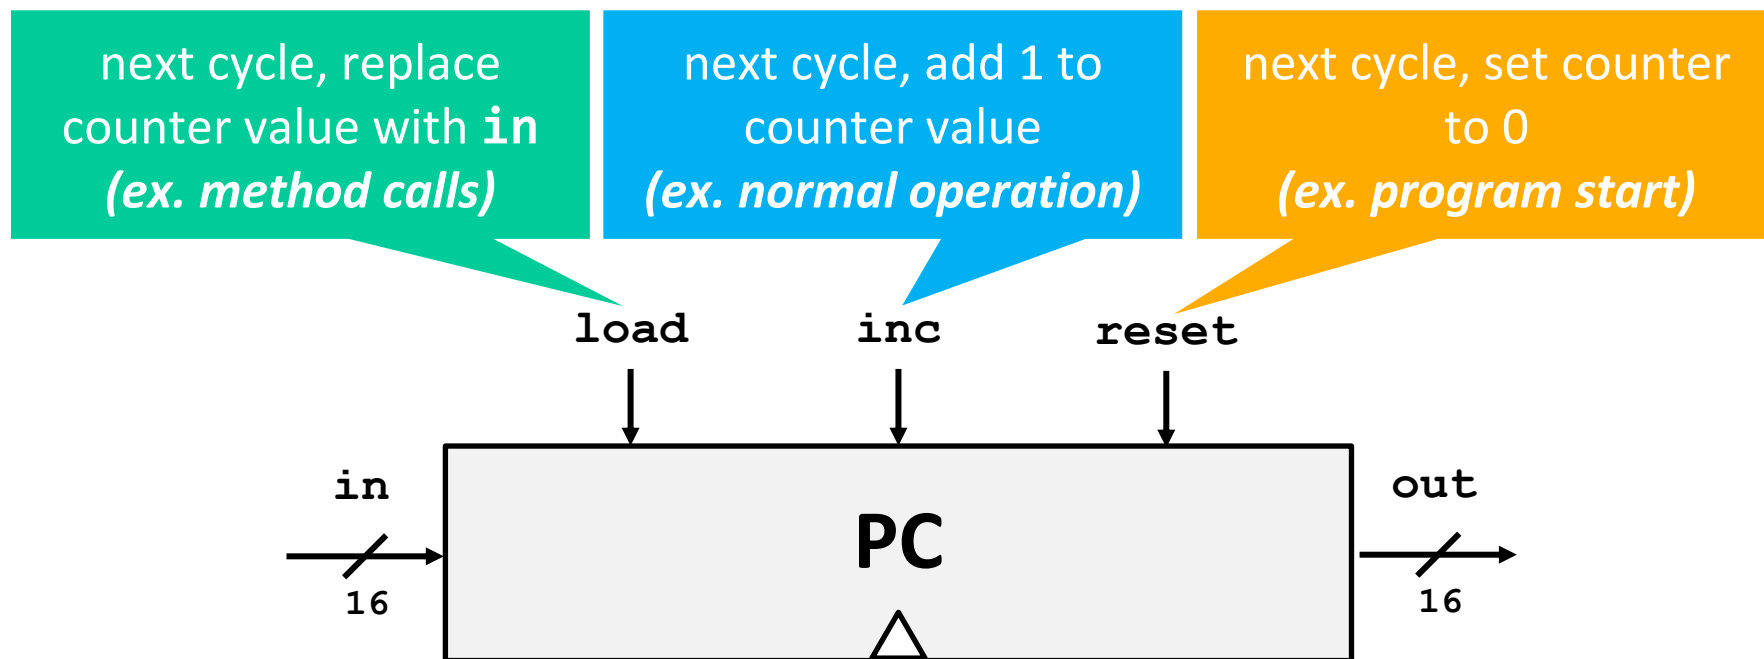 next cycle, replace
counter value with in
(ex. method calls)
next cycle, add 1 to
counter value
(ex. normal operation)
next cycle, set counter
to 0
(ex. program start)
load
inc
reset
in
16
PC
out
16